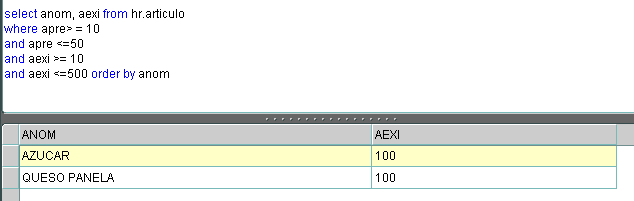 select anom, aexi from hr.articulo
where apre> = 10
and apre <=50
and aexi >= 10
and aexi <=500 order by anom
ANOM AEXI
AZUCAR 100
QUESO PANELA 100